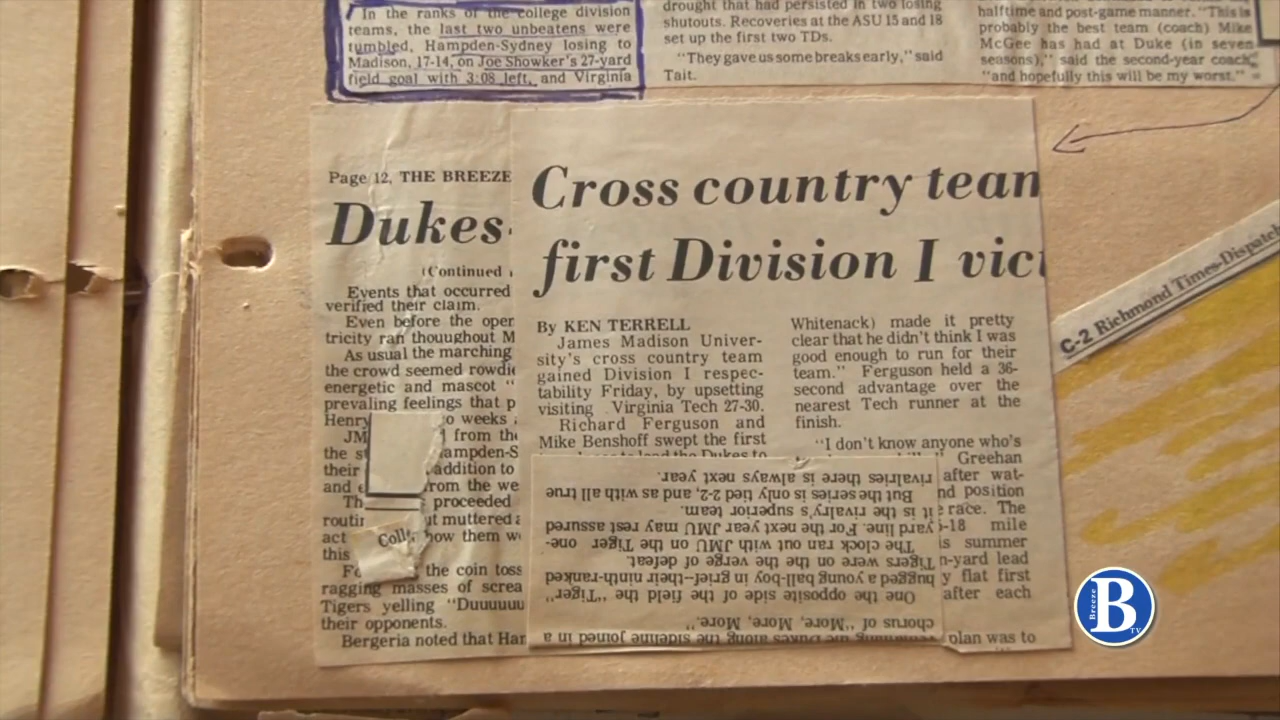 In the ranks of the college division
teams, the last two unbeatens were
tumbled, Hampden-Sydney losing to
Madison, 17-14, on Joe Showker's 27-yard
field goal with 3:08 left, and Virginia
drought that had persisted in two losing
shutouts. Recoveries at the ASU 15 and 18
set up the first two TDs.
"They gave us some breaks early," said
Tait.
halftime and post-game manner. "This is
probably the best team (coach) Mike
McGee has had at Duke (in seven
seasons)," said the second-year coach,
"and hopefully this will be my worst."
Page 12, THE BREEZE
Dukes
(Continued
Events that occurred
verified their claim.
Even before the oper
tricity ran thoughout M
As usual the marching
the crowd seemed rowdie
energetic and mascot "
prevaling feelings that p
Henry o weeks
JM from the
the st ampden-S
their addition to
and e rom the we
Th proceeded
routin ut muttered a
act Coll how them w
this
Fo the coin toss
ragging masses of screa
Tigers yelling "Duuuuu
their opponents.
Bergeria noted that Har
Cross country team
first Division I vict
By KEN TERRELL
James Madison Univer-
sity's cross country team
gained Division I respec-
tability Friday, by upsetting
visiting Virginia Tech 27-30.
Richard Ferguson and
Mike Benshoff swept the first
to lead the Dukes to
Whitenack) made it pretty
clear that he didn't think I was
good enough to run for their
team." Ferguson held a 36-
second advantage over the
nearest Tech runner at the
finish.
"I don't know anyone who's
Greehan
after wat-
nd position
race. The
-18 mile
is summer
n-yard lead
y flat first
after each
plan was to
the Dukes along the sideline joined in a
chorus of "More, More, More."
One the opposite side of the field the "Tiger"
hugged a young ball-boy in grief--their ninth-ranked
Tigers were on the the verge of defeat.
The clock ran out with JMU on the Tiger one-
yard line. For the next year JMU may rest assured
it is the rivalry's superior team.
But the series is only tied 2-2, and as with all true
rivalries there is always next year.
C-2 Richmond Times-Dispatch
Breeze
B
TV